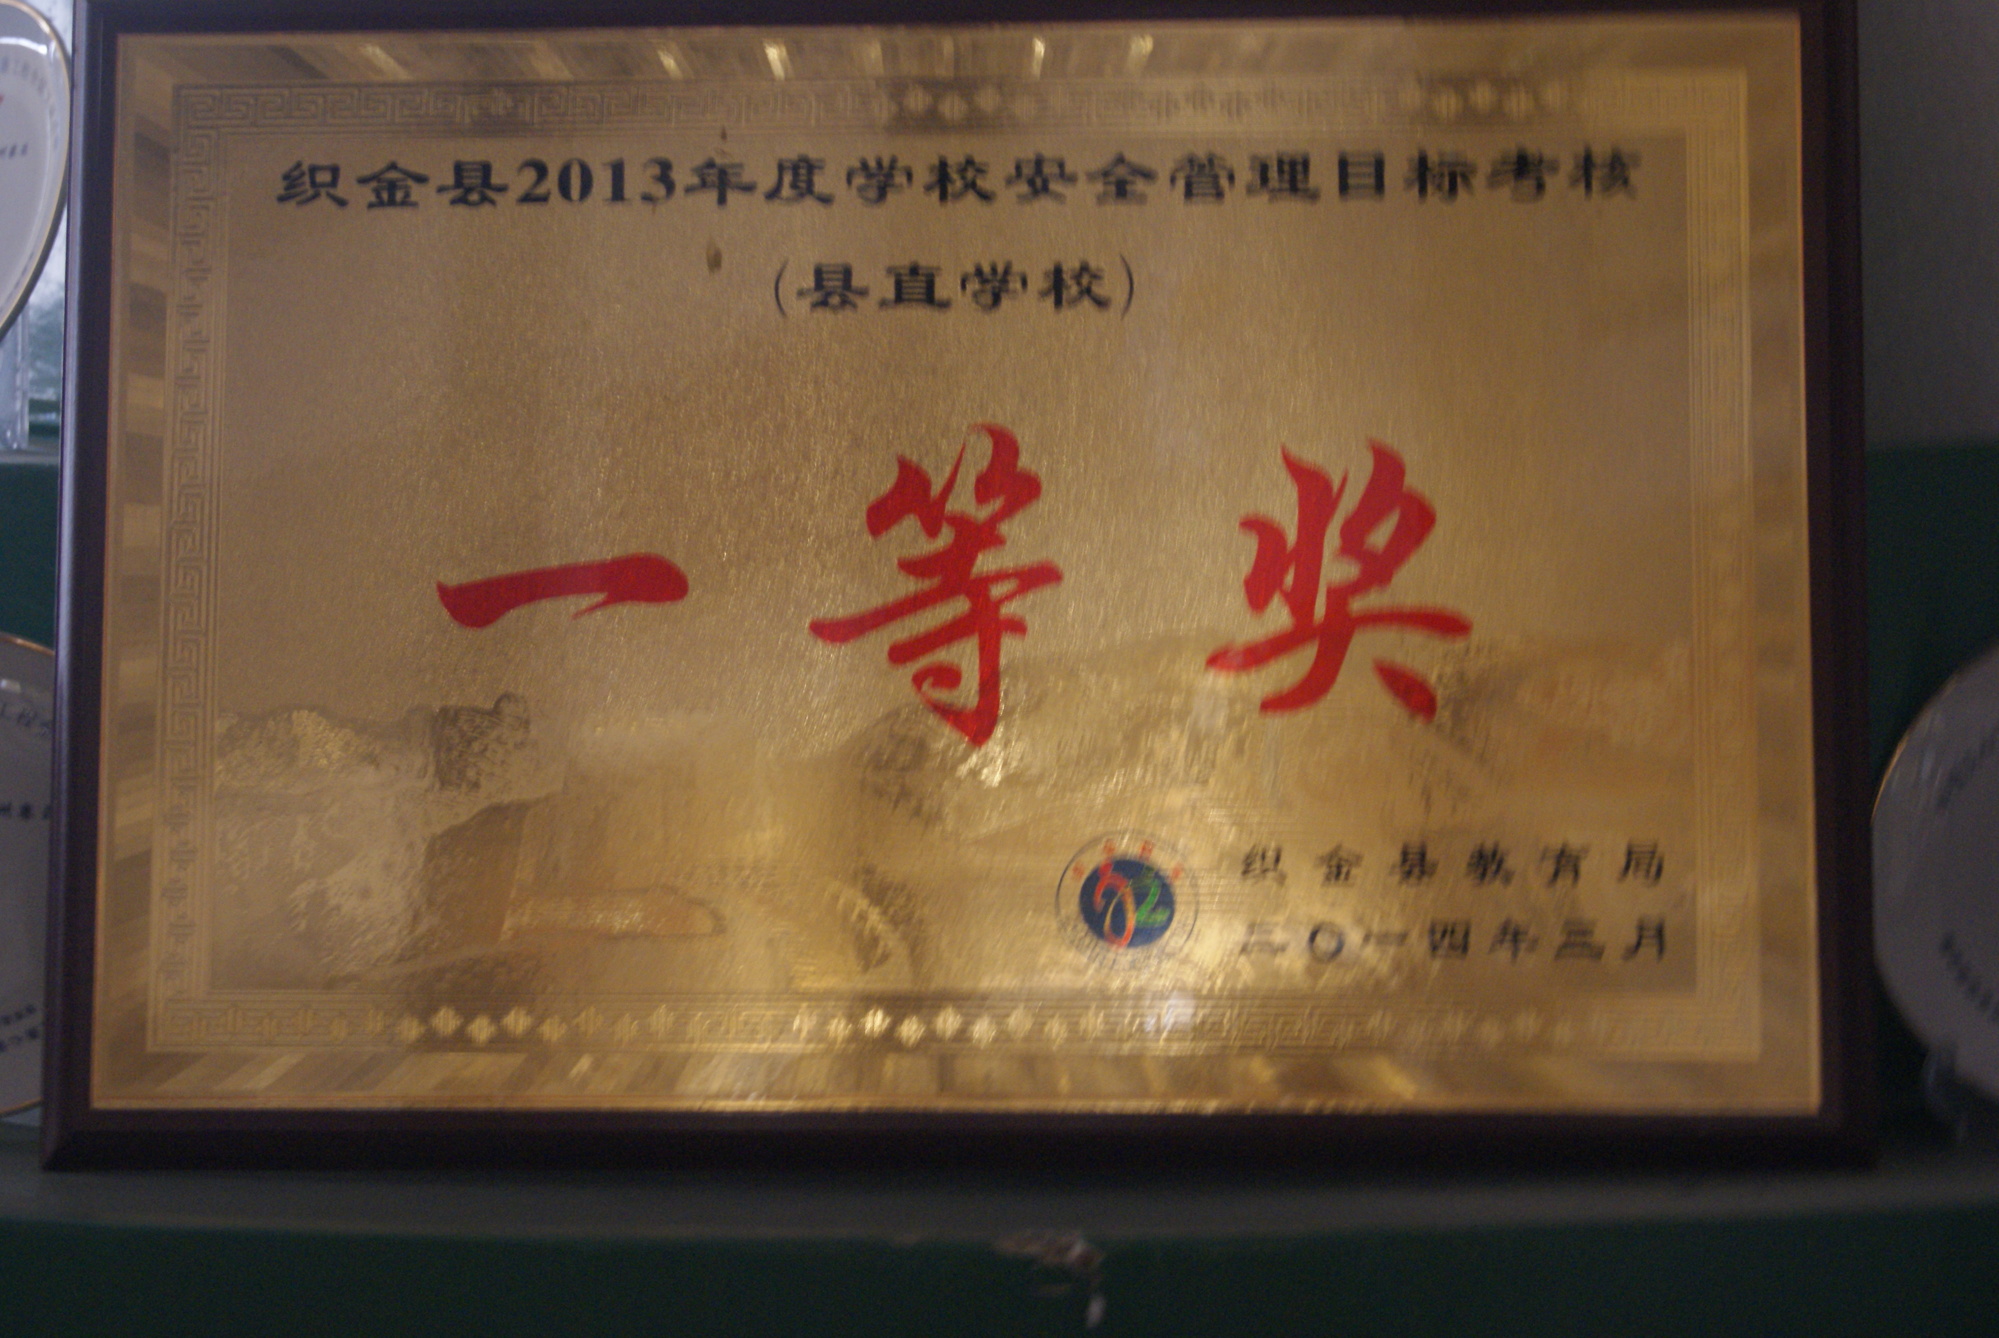 织金县2013年度学校安全管理目标考核
(县直学校)
一等奖
织金县教育局
二〇一四年三月